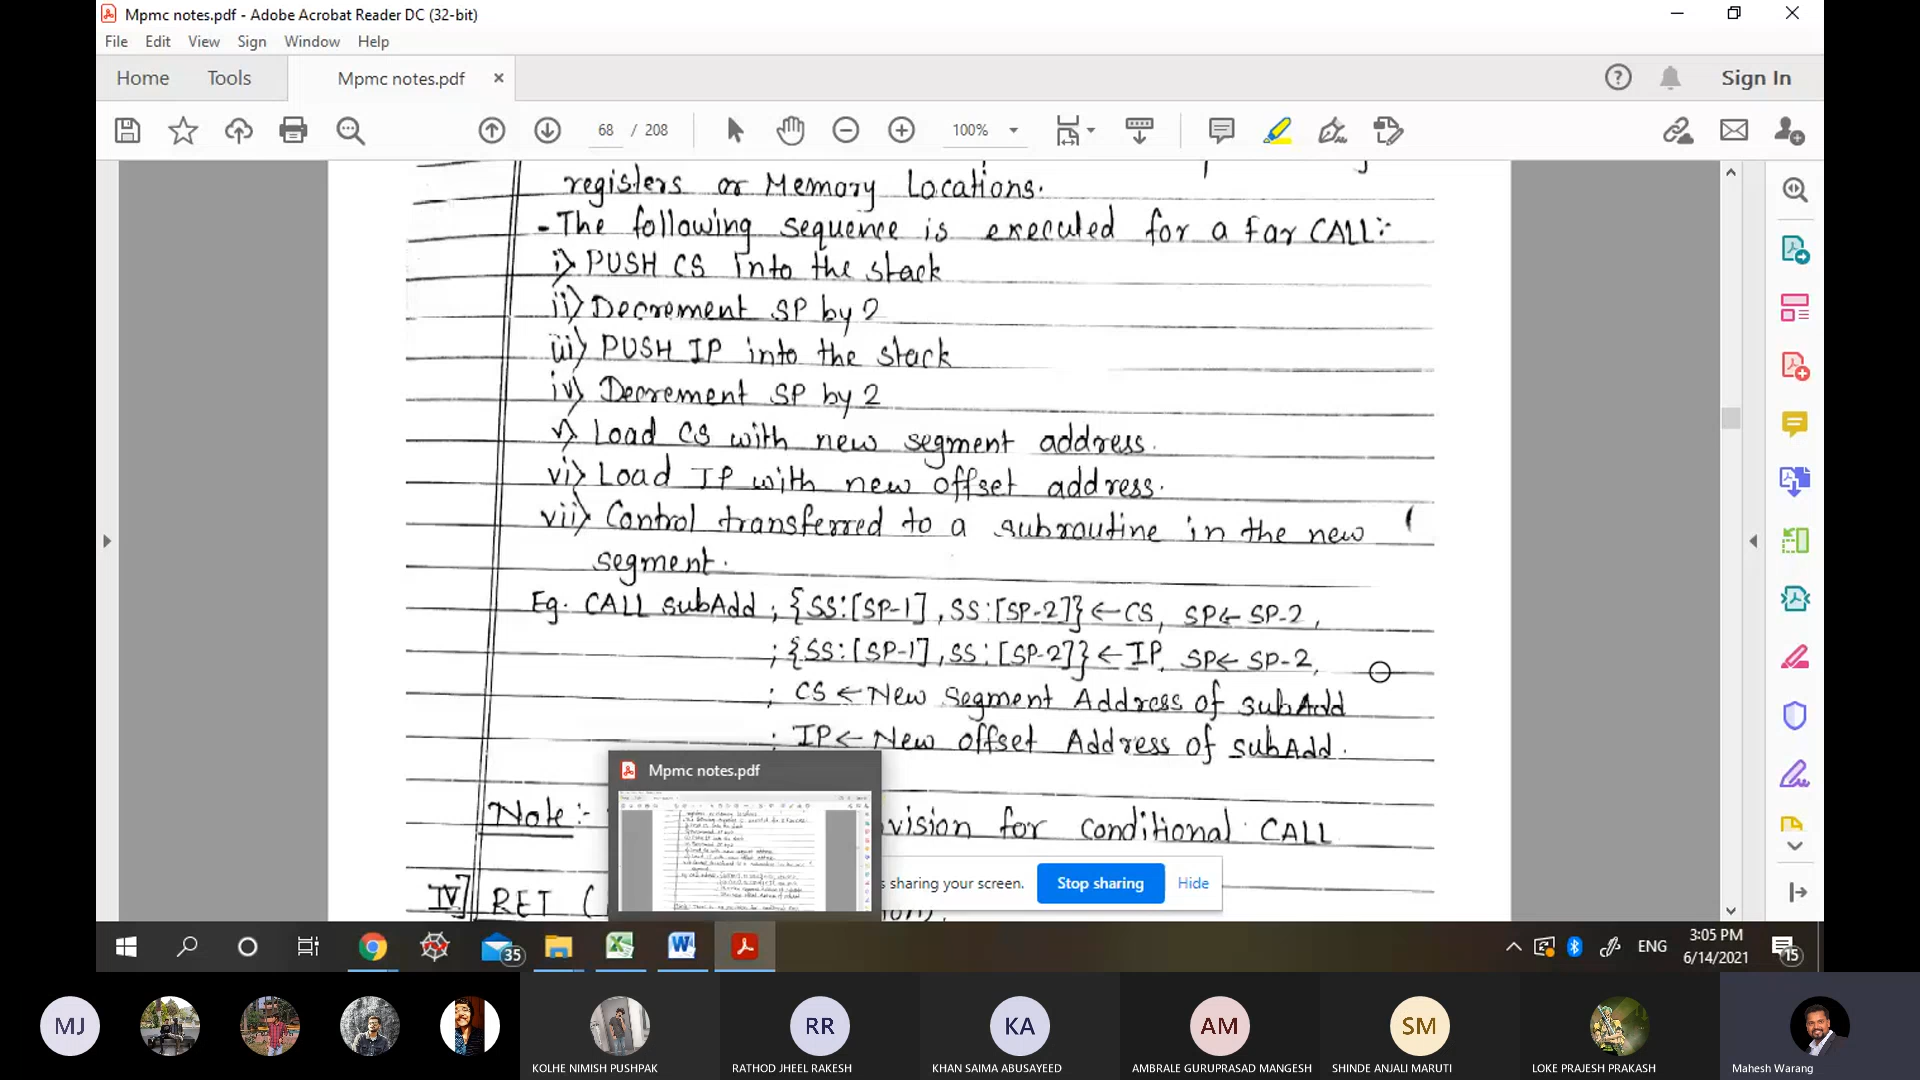 Mpmc notes.pdf - Adobe Acrobat Reader DC (32-bit)
File Edit View Sign Window Help
Home Tools Mpmc notes.pdf × Sign In
68 / 208 100%
registers or Memory Locations.
- The following sequence is executed for a Far CALL:-
i) PUSH CS into the stack
ii) Decrement SP by 2
iii) PUSH IP into the stack
iv) Decrement SP by 2
v) Load CS with new segment address.
vi) Load IP with new offset address.
vii) Control transferred to a subroutine in the new
segment.
Eg. CALL subAdd ; {SS:[SP-1], SS:[SP-2]} ← CS, SP ← SP-2,
; {SS:[SP-1], SS:[SP-2]} ← IP, SP ← SP-2,
; CS ← New Segment Address of subAdd
; IP ← New offset Address of subAdd.
Mpmc notes.pdf
Note:- vision for conditional CALL
s sharing your screen. Stop sharing Hide
IV] RET (
35
ENG
3:05 PM
6/14/2021
15
MJ
RR
KA
AM
SM
KOLHE NIMISH PUSHPAK
RATHOD JHEEL RAKESH
KHAN SAIMA ABUSAYEED
AMBRALE GURUPRASAD MANGESH
SHINDE ANJALI MARUTI
LOKE PRAJESH PRAKASH
Mahesh Warang